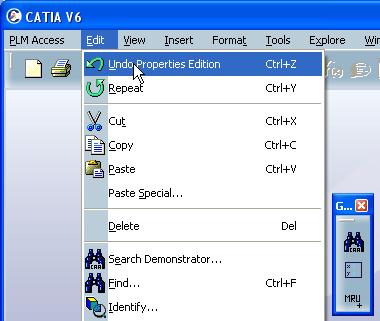 CATIA V6
PLM Access Edit View Insert Format Tools Explore
Undo Properties Edition Ctrl+Z
Repeat Ctrl+Y
Cut Ctrl+X
Copy Ctrl+C
Paste Ctrl+V
Paste Special...
Delete Del
Search Demonstrator...
Find... Ctrl+F
Identify...
G...
CAA
x
y
MRU